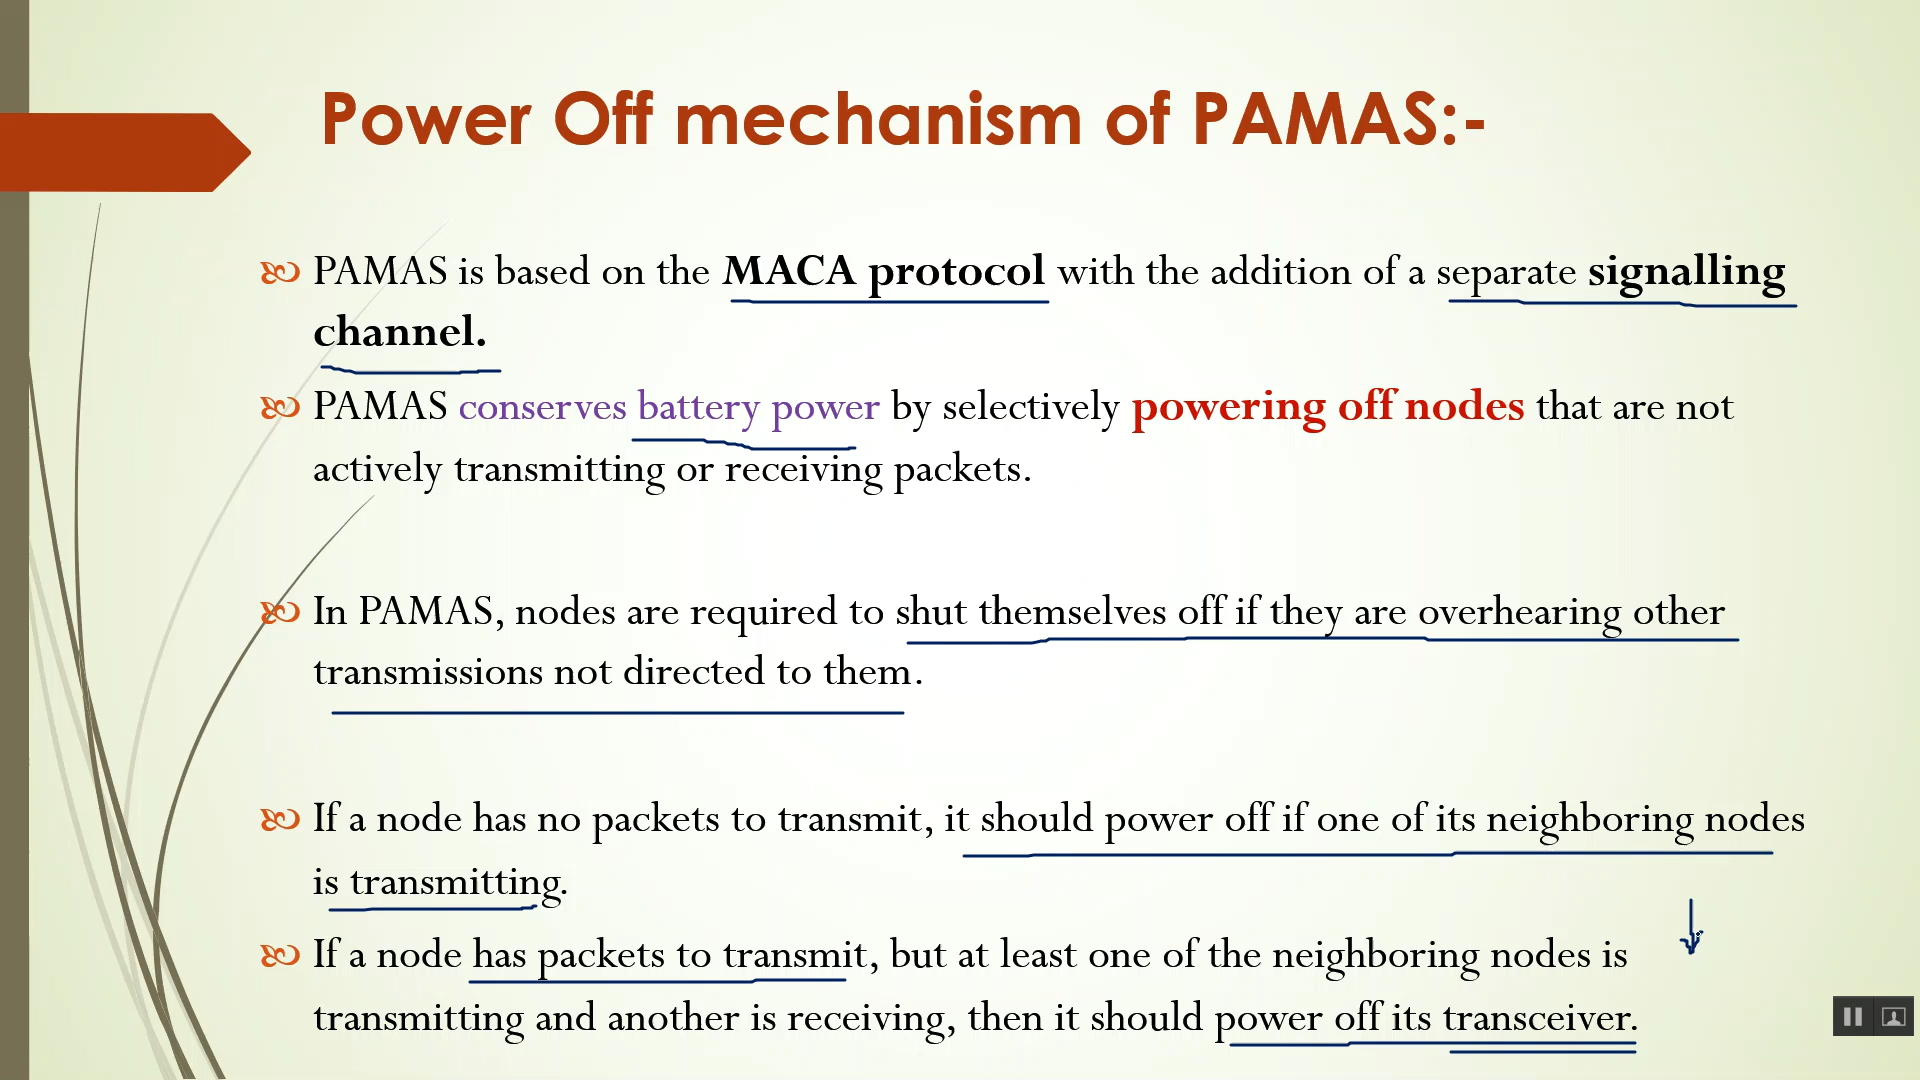 Power Off mechanism of PAMAS:-
PAMAS is based on the MACA protocol with the addition of a separate signalling
channel.
PAMAS conserves battery power by selectively powering off nodes that are not
actively transmitting or receiving packets.
In PAMAS, nodes are required to shut themselves off if they are overhearing other
transmissions not directed to them.
If a node has no packets to transmit, it should power off if one of its neighboring nodes
is transmitting.
If a node has packets to transmit, but at least one of the neighboring nodes is
transmitting and another is receiving, then it should power off its transceiver.